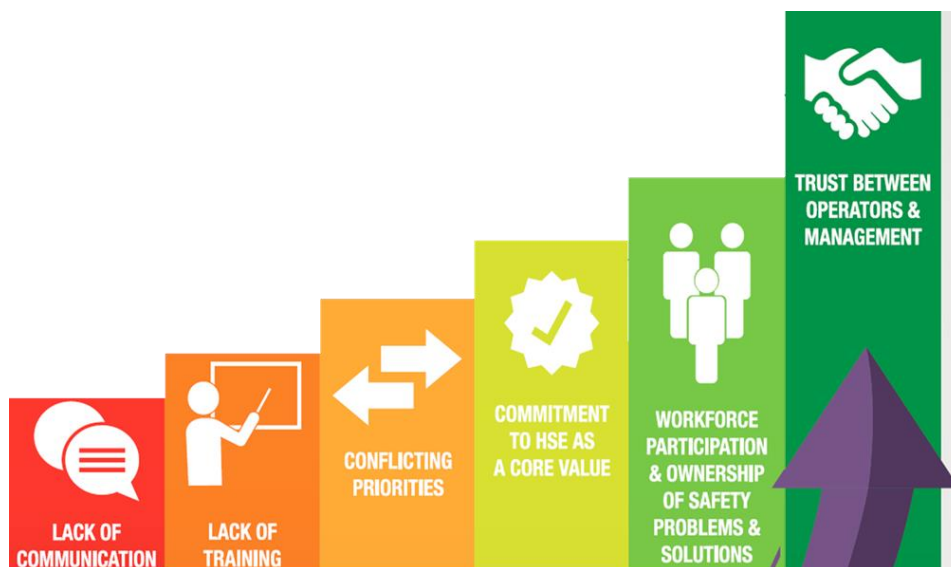 LACK OF
COMMUNICATION
LACK OF
TRAINING
CONFLICTING
PRIORITIES
COMMITMENT
TO HSE AS
A CORE VALUE
WORKFORCE
PARTICIPATION
& OWNERSHIP
OF SAFETY
PROBLEMS &
SOLUTIONS
TRUST BETWEEN
OPERATORS &
MANAGEMENT